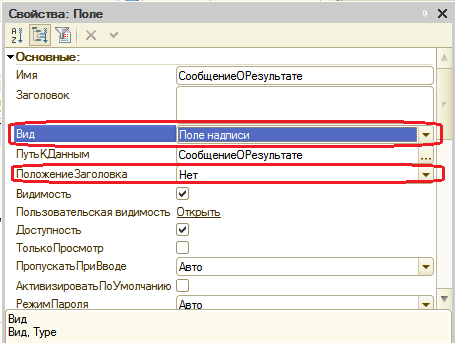 Свойства: Поле
Основные:
Имя СообщениеОРезультате
Заголовок
Вид Поле надписи
ПутьКДанным СообщениеОРезультате ...
ПоложениеЗаголовка Нет
Видимость
Пользовательская видимость Открыть
Доступность
ТолькоПросмотр
ПропускатьПриВводе Авто
АктивизироватьПоУмолчанию
РежимПароля Авто
Вид
Вид, Type